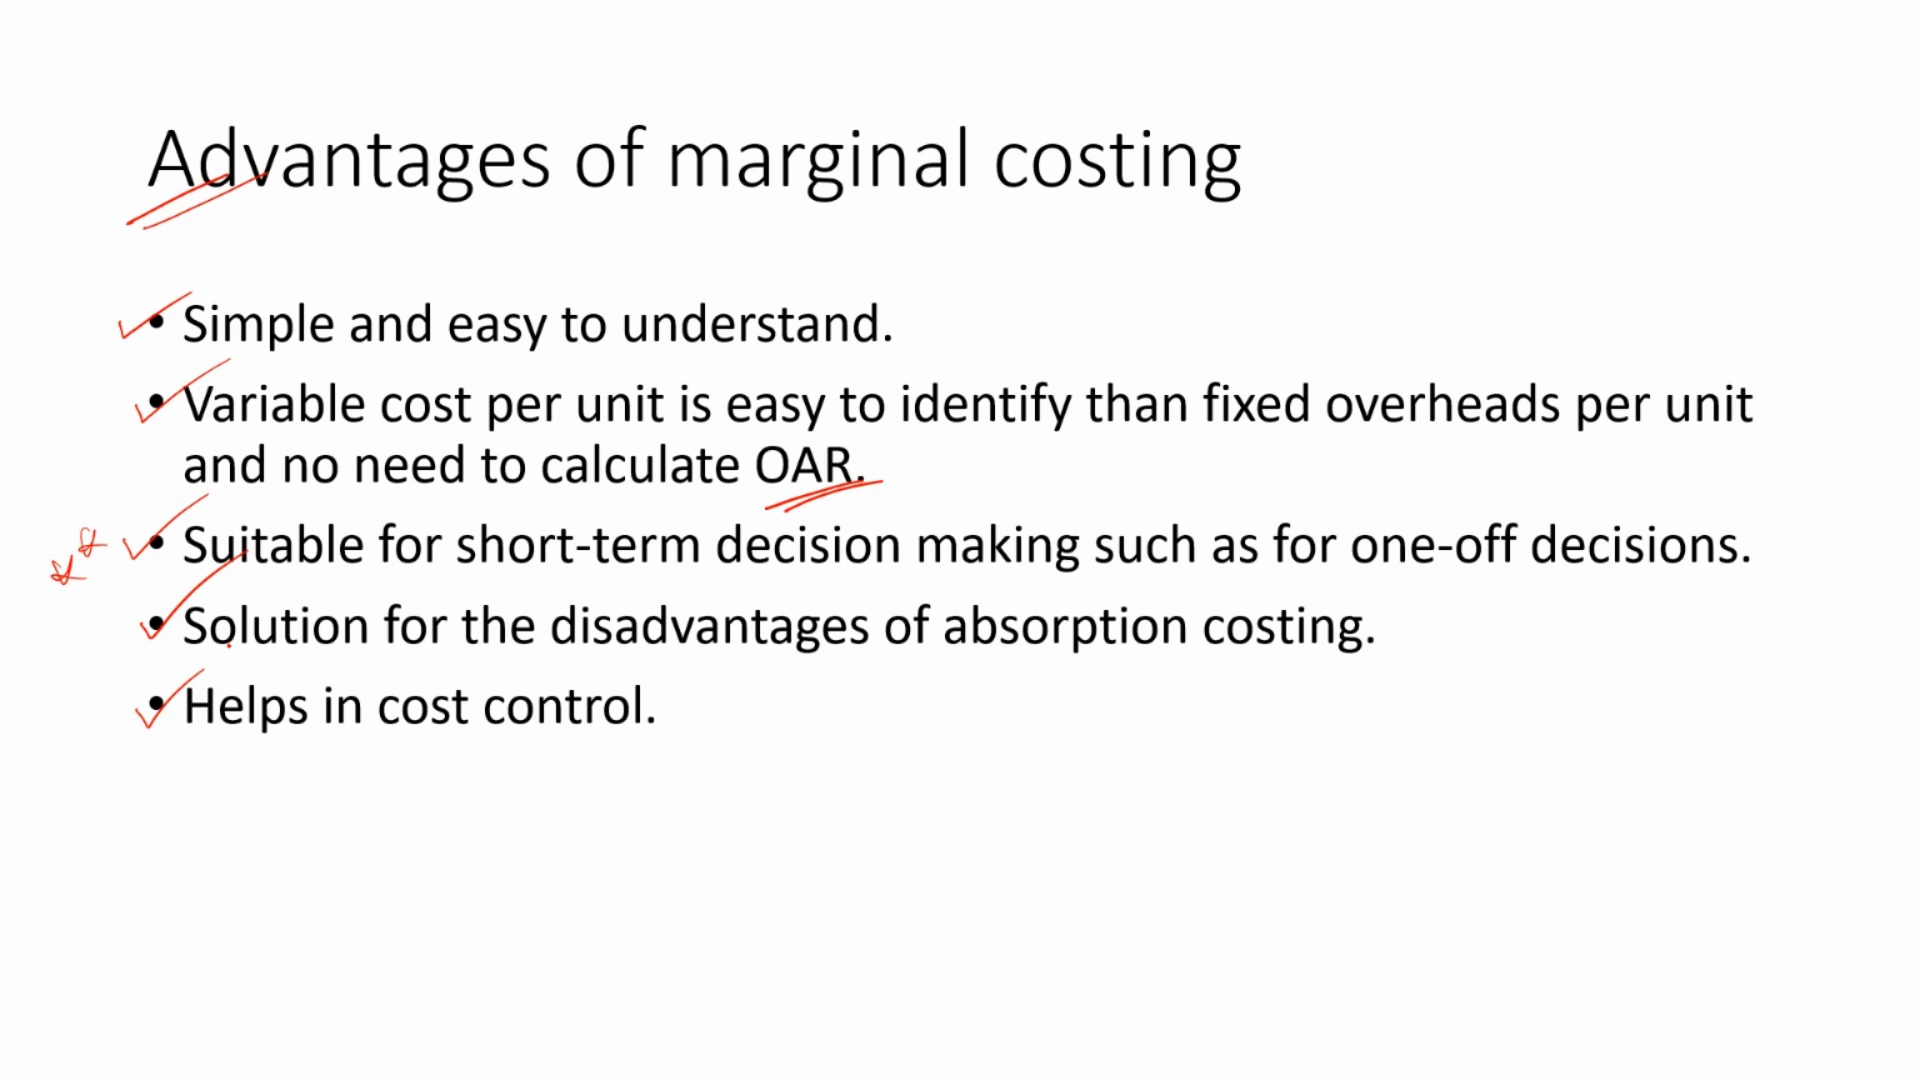 Advantages of marginal costing
• Simple and easy to understand.
• Variable cost per unit is easy to identify than fixed overheads per unit
and no need to calculate OAR.
• Suitable for short-term decision making such as for one-off decisions.
• Solution for the disadvantages of absorption costing.
• Helps in cost control.